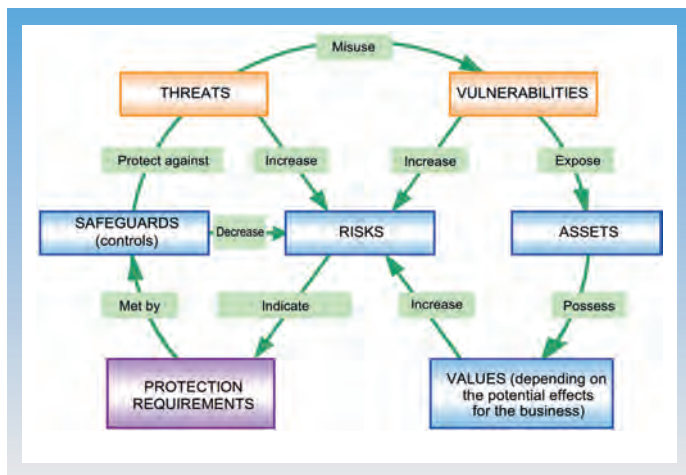 Misuse
THREATS
VULNERABILITIES
Protect against
Increase
Increase
Expose
SAFEGUARDS
(controls)
Decrease
RISKS
ASSETS
Met by
Indicate
Increase
Possess
PROTECTION
REQUIREMENTS
VALUES (depending on
the potential effects
for the business)